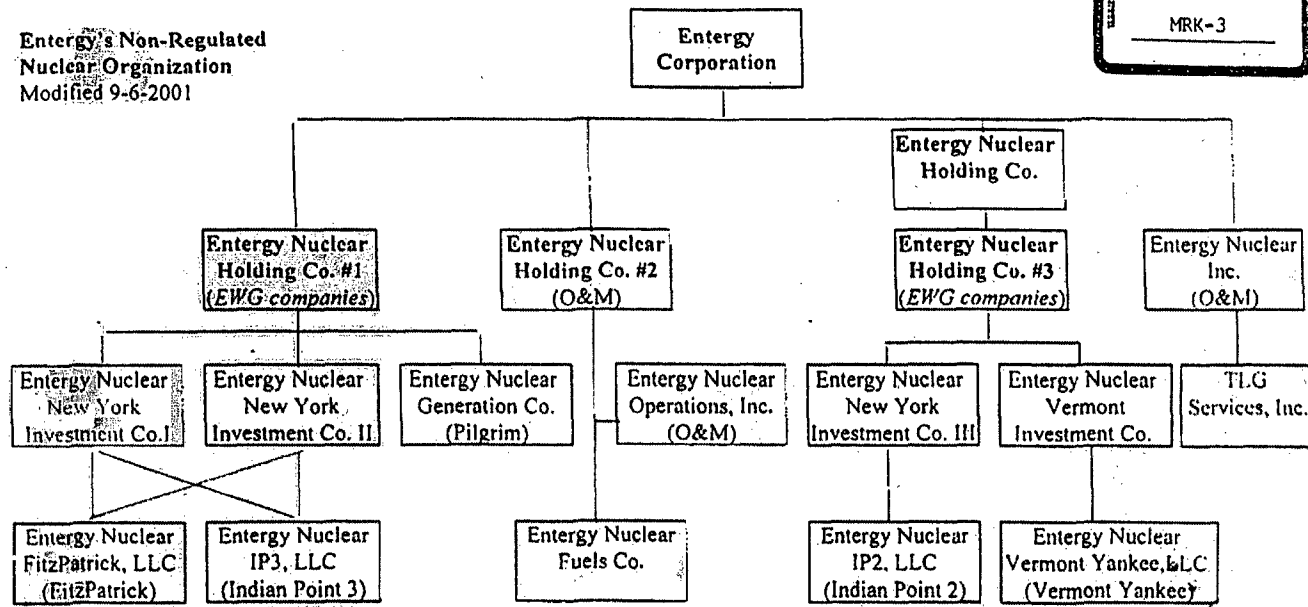 Entergy's Non-Regulated
Nuclear Organization
Modified 9-6-2001
Entergy
Corporation
MRK-3
Entergy Nuclear
Holding Co.
Entergy Nuclear
Holding Co. #1
(EWG companies)
Entergy Nuclear
Holding Co. #2
(O&M)
Entergy Nuclear
Holding Co. #3
(EWG companies)
Entergy Nuclear
Inc.
(O&M)
Entergy Nuclear
New York
Investment Co.I
Entergy Nuclear
New York
Investment Co. II
Entergy Nuclear
Generation Co.
(Pilgrim)
Entergy Nuclear
Operations, Inc.
(O&M)
Entergy Nuclear
New York
Investment Co. III
Entergy Nuclear
Vermont
Investment Co.
TLG
Services, Inc.
Entergy Nuclear
FitzPatrick, LLC
(FitzPatrick)
Entergy Nuclear
IP3, LLC
(Indian Point 3)
Entergy Nuclear
Fuels Co.
Entergy Nuclear
IP2, LLC
(Indian Point 2)
Entergy Nuclear
Vermont Yankee, LLC
(Vermont Yankee)